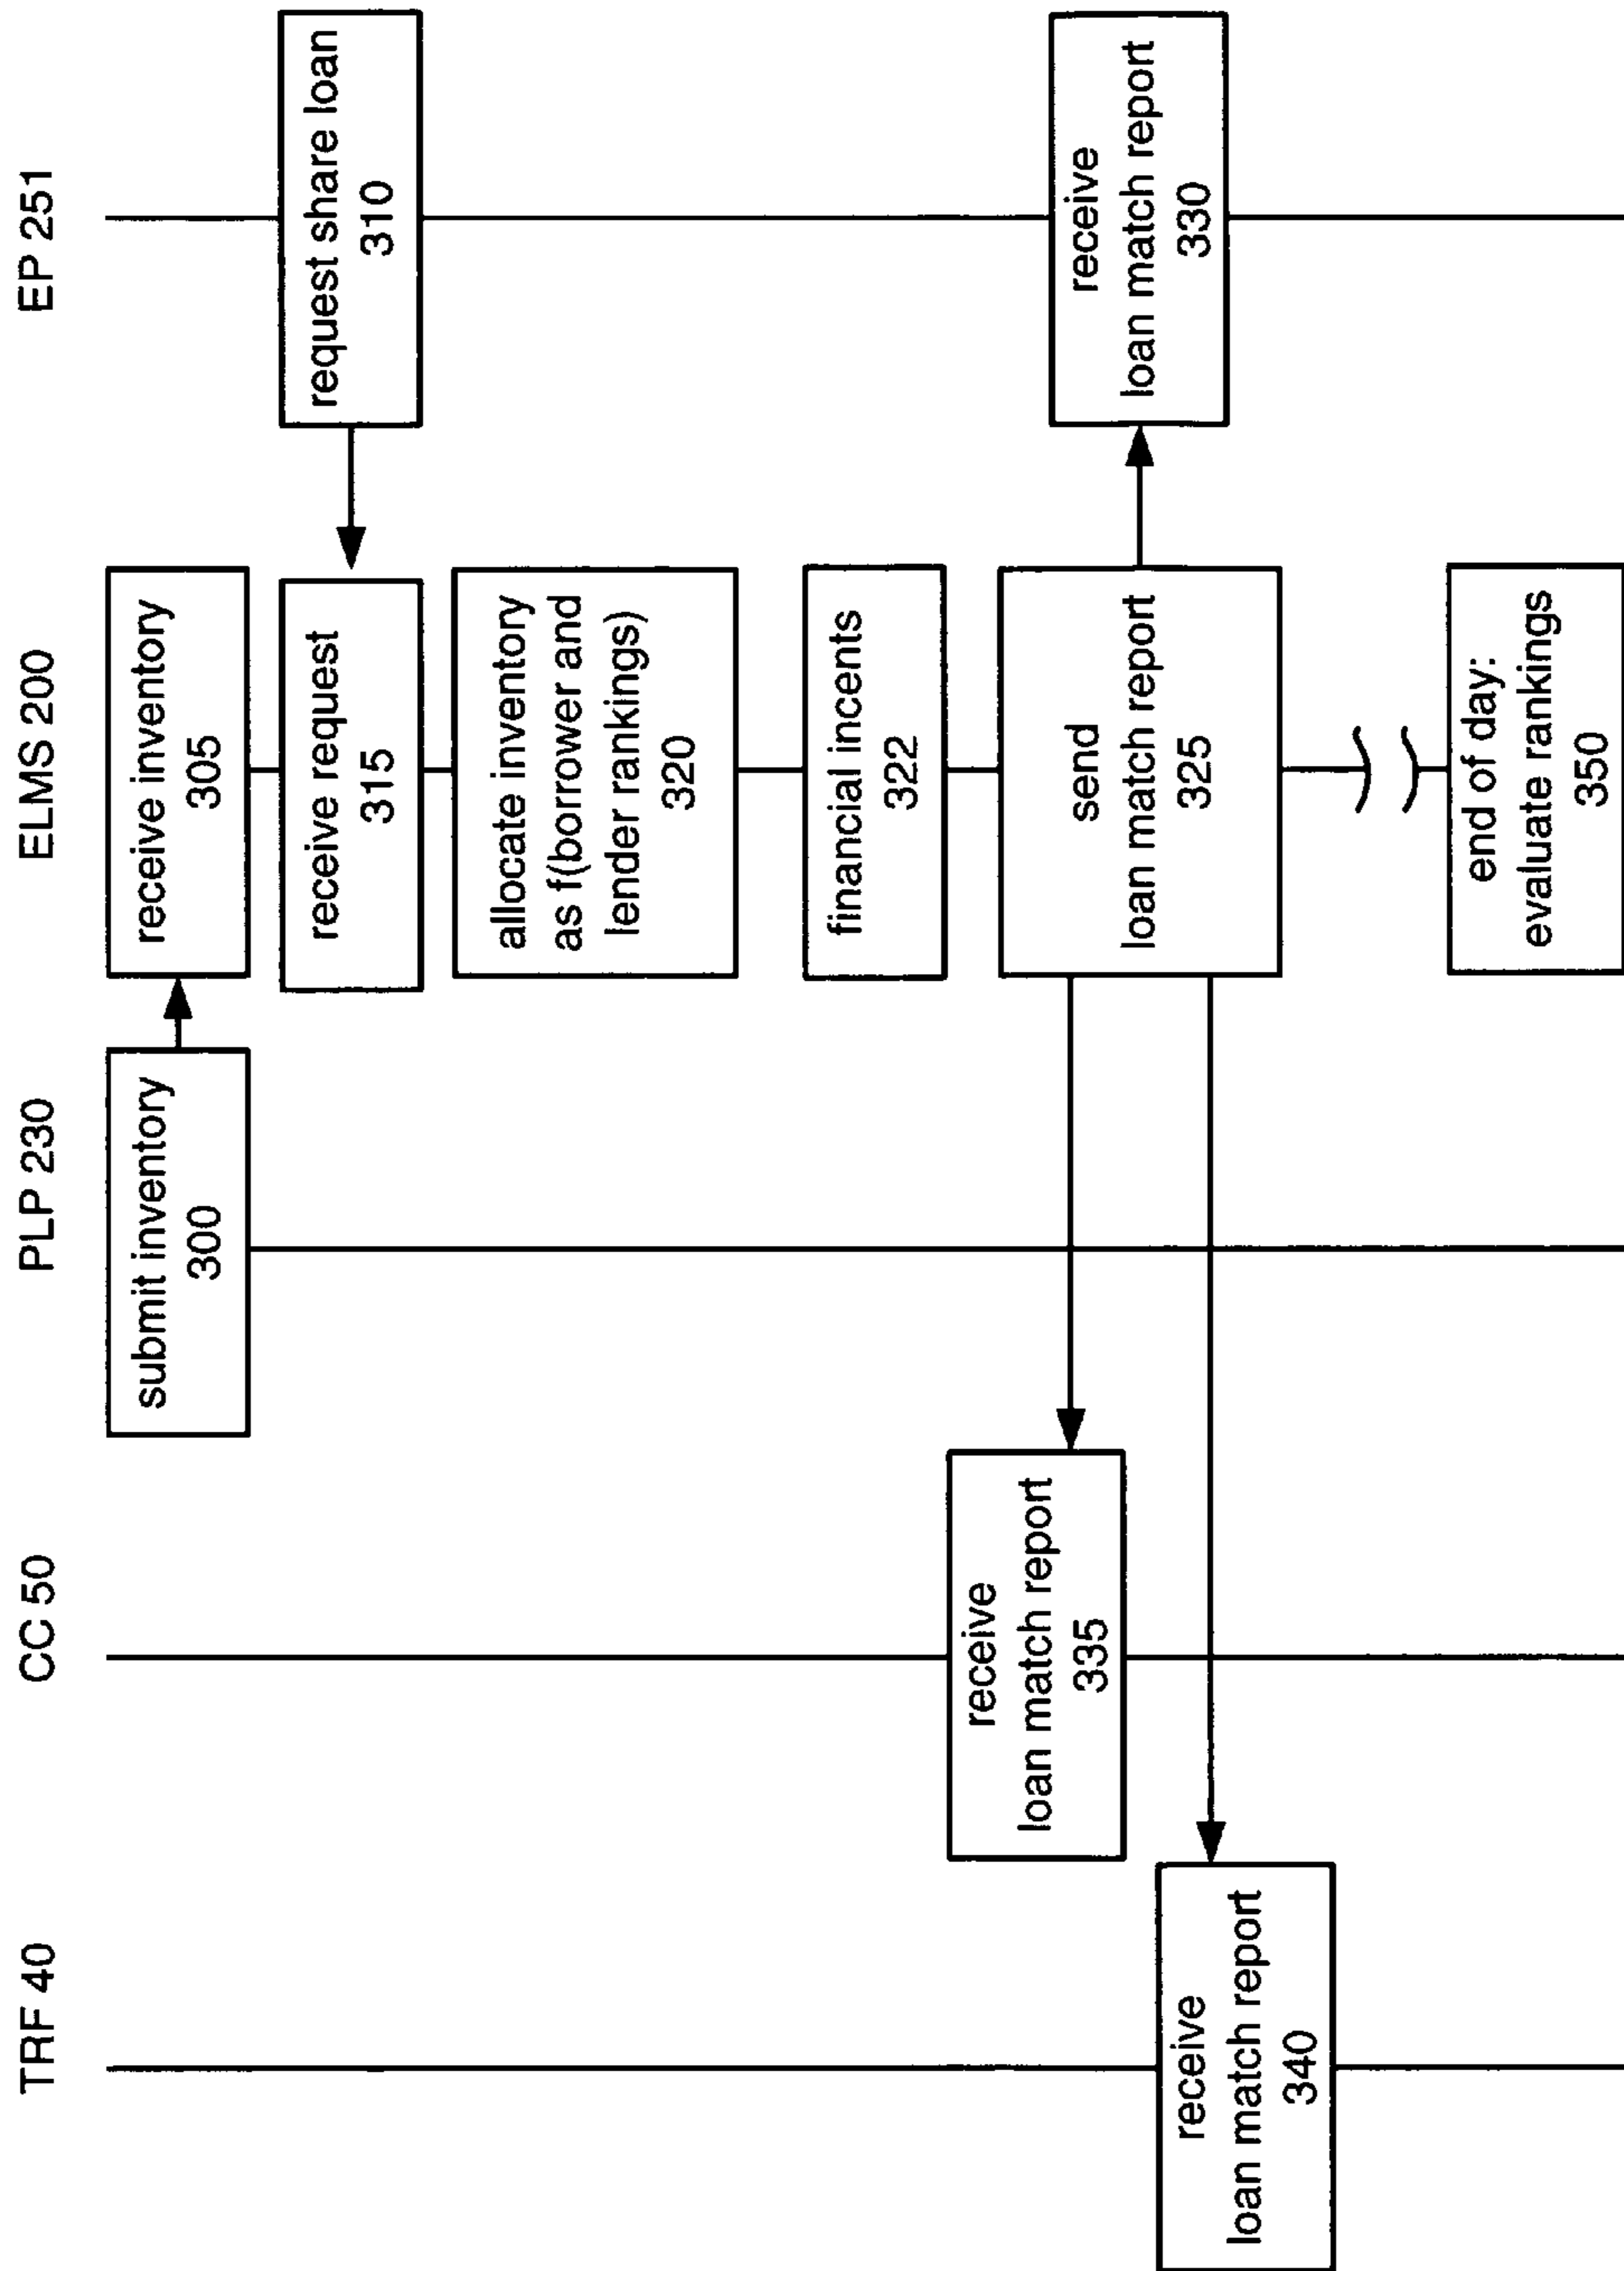 TRF 40
CC 50
PLP 230
ELMS 200
EP 251
submit inventory
300
receive inventory
305
request share loan
310
receive request
315
allocate inventory
as f(borrower and
lender rankings)
320
financial incents
322
send
loan match report
325
receive
loan match report
330
receive
loan match report
335
receive
loan match report
340
end of day:
evaluate rankings
350